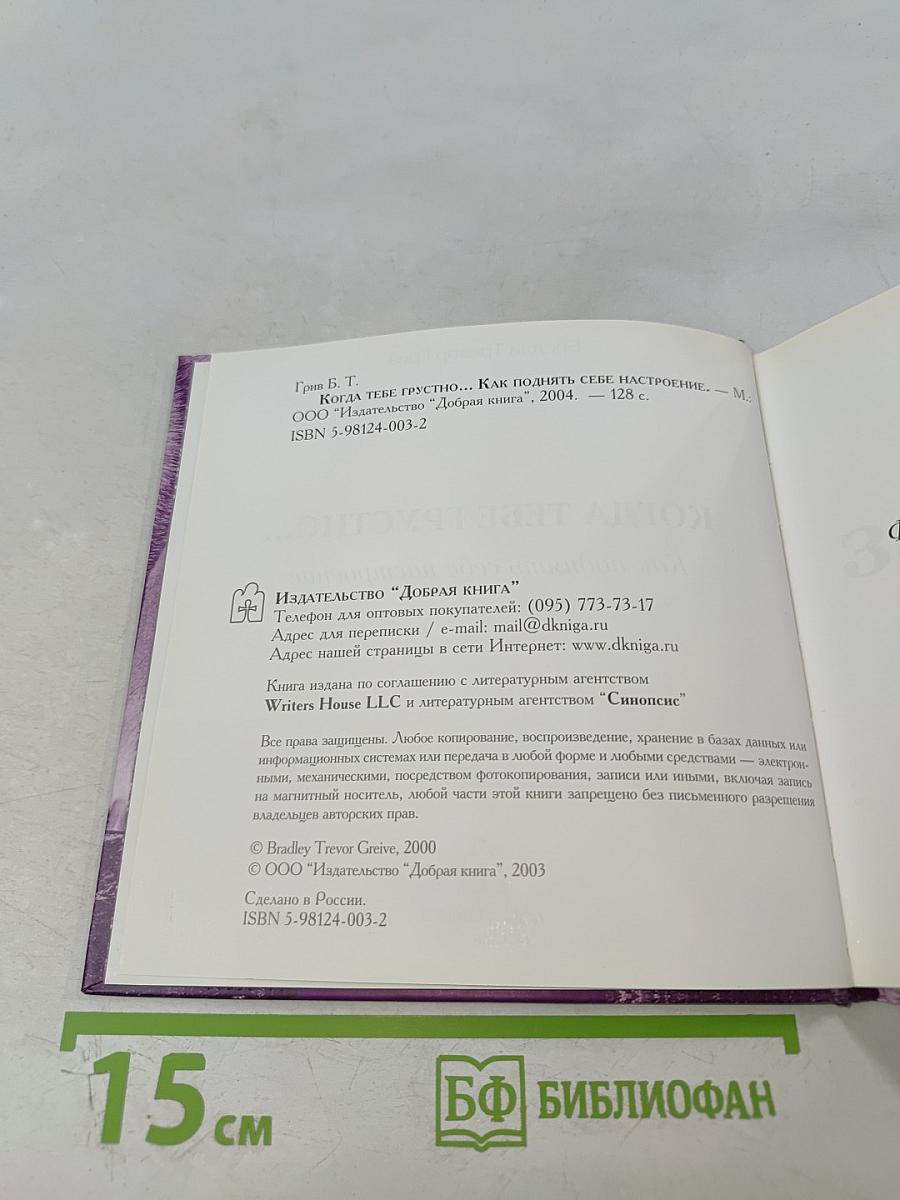 Грив Б. Т.
Когда тебе грустно... Как поднять себе настроение. — М.:
ООО "Издательство "Добрая книга", 2004. — 128 с.
ISBN 5-98124-003-2
КОГДА ТЕБЕ ГРУСТНО...
Издательство "Добрая книга"
Телефон для оптовых покупателей: (095) 773-73-17
Адрес для переписки / e-mail: mail@dkniga.ru
Адрес нашей страницы в сети Интернет: www.dkniga.ru
Книга издана по соглашению с литературным агентством
Writers House LLC и литературным агентством "Синопсис"
Все права защищены. Любое копирование, воспроизведение, хранение в базах данных или
информационных системах или передача в любой форме и любыми средствами — электрон-
ными, механическими, посредством фотокопирования, записи или иными, включая запись
на магнитный носитель, любой части этой книги запрещено без письменного разрешения
владельцев авторских прав.
© Bradley Trevor Greive, 2000
© ООО "Издательство "Добрая книга", 2003
Сделано в России.
ISBN 5-98124-003-2
15 см
БФ БИБЛИОФАН